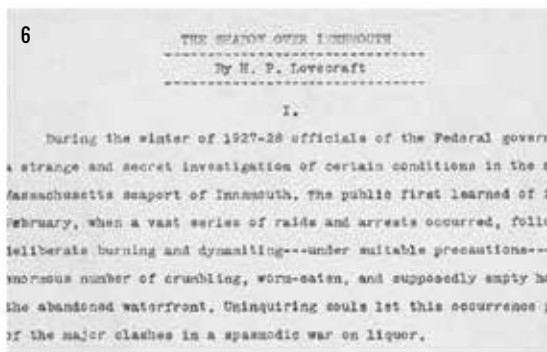 6
THE SHADOW OVER INNSMOUTH
By H. P. Lovecraft
I.
During the winter of 1927-28 officials of the Federal govern
a strange and secret investigation of certain conditions in the
Massachusetts seaport of Innsmouth. The public first learned of
February, when a vast series of raids and arrests occurred, follo
deliberate burning and dynamiting---under suitable precautions---
enormous number of crumbling, worm-eaten, and supposedly empty ho
the abandoned waterfront. Uninquiring souls let this occurrence
of the major clashes in a spasmodic war on liquor.